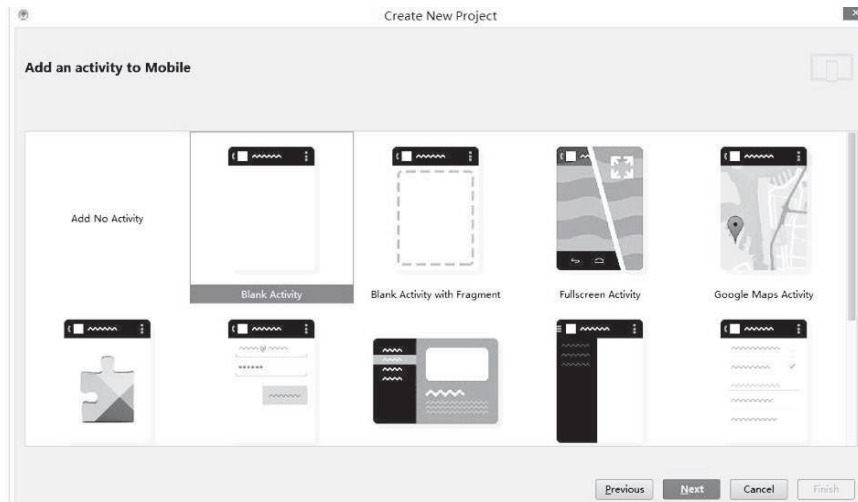 Create New Project
Add an activity to Mobile
Add No Activity
Blank Activity
Blank Activity with Fragment
Fullscreen Activity
Google Maps Activity
Previous
Next
Cancel
Finish